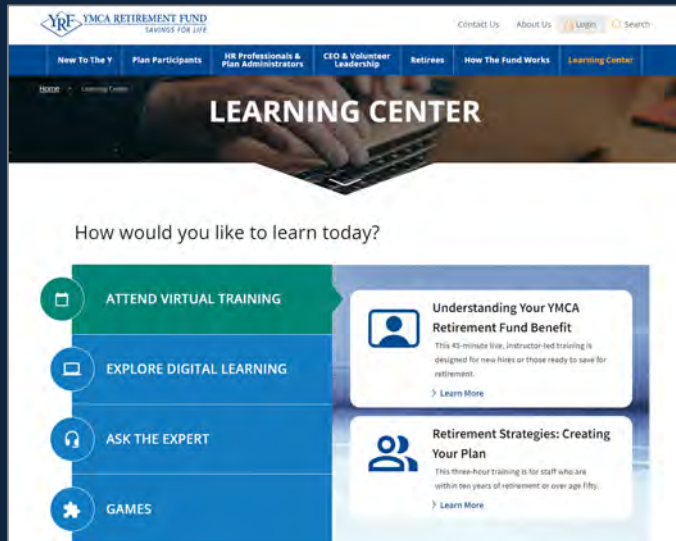 YRF YMCA RETIREMENT FUND
SAVINGS FOR LIFE
Contact Us About Us Login Search
New To The Y Plan Participants HR Professionals & Plan Administrators CEO & Volunteer Leadership Retirees How The Fund Works Learning Center
Home > Learning Center
LEARNING CENTER
How would you like to learn today?
ATTEND VIRTUAL TRAINING
EXPLORE DIGITAL LEARNING
ASK THE EXPERT
GAMES
Understanding Your YMCA
Retirement Fund Benefit
This 45-minute live, instructor-led training is
designed for new hires or those ready to save for
retirement.
> Learn More
Retirement Strategies: Creating
Your Plan
This three-hour training is for staff who are
within ten years of retirement or over age fifty.
> Learn More